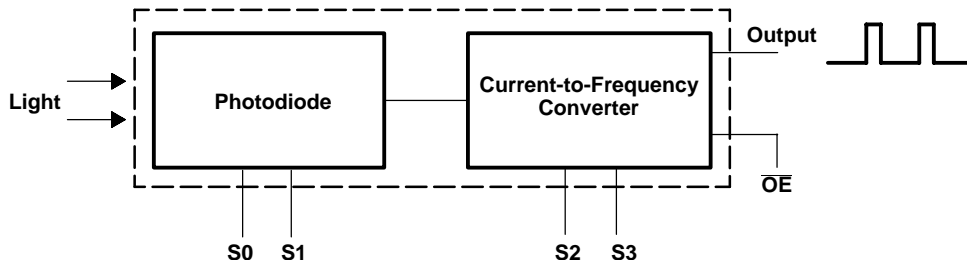 Output
Light
Photodiode
Current-to-Frequency
Converter
OE
S0 S1 S2 S3